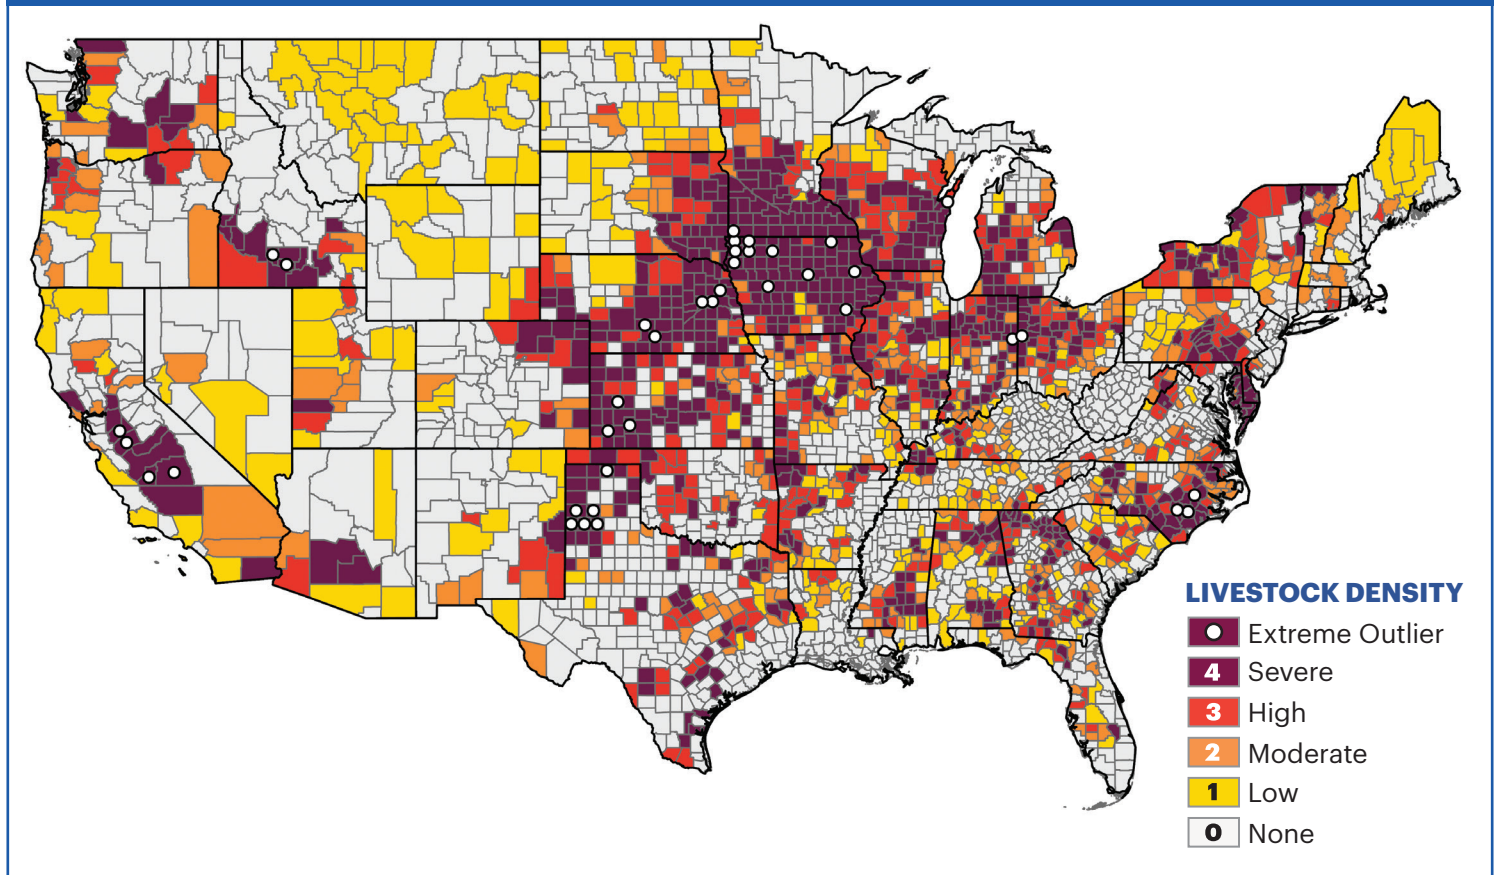 LIVESTOCK DENSITY
Extreme Outlier
4 Severe
3 High
2 Moderate
1 Low
0 None